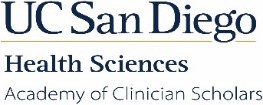 UC San Diego
Health Sciences
Academy of Clinician Scholars